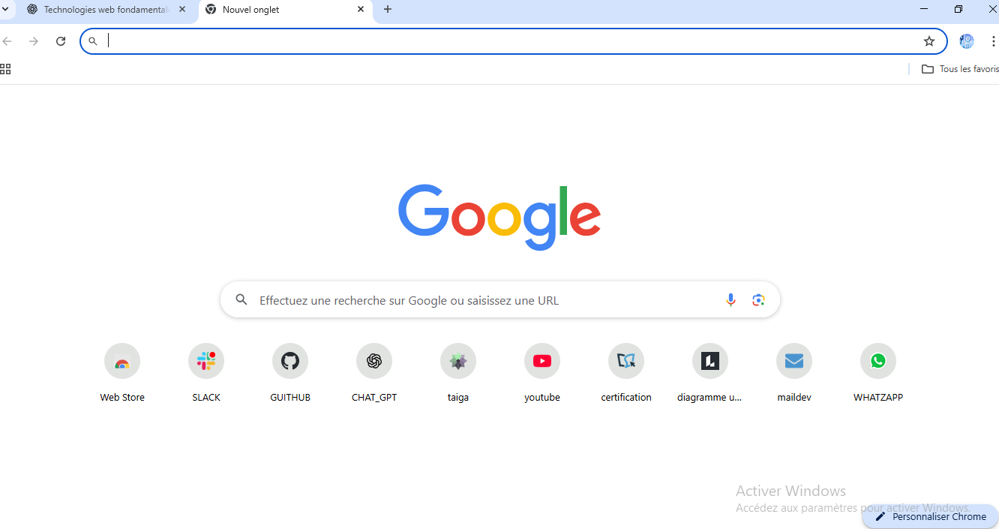 Technologies web fondamentale
Nouvel onglet
Tous les favoris
Google
Effectuez une recherche sur Google ou saisissez une URL
Web Store
SLACK
GUITHUB
CHAT_GPT
taiga
youtube
certification
diagramme u...
maildev
WHATZAPP
Activer Windows
Accédez aux paramètres pour activer Windows.
Personnaliser Chrome